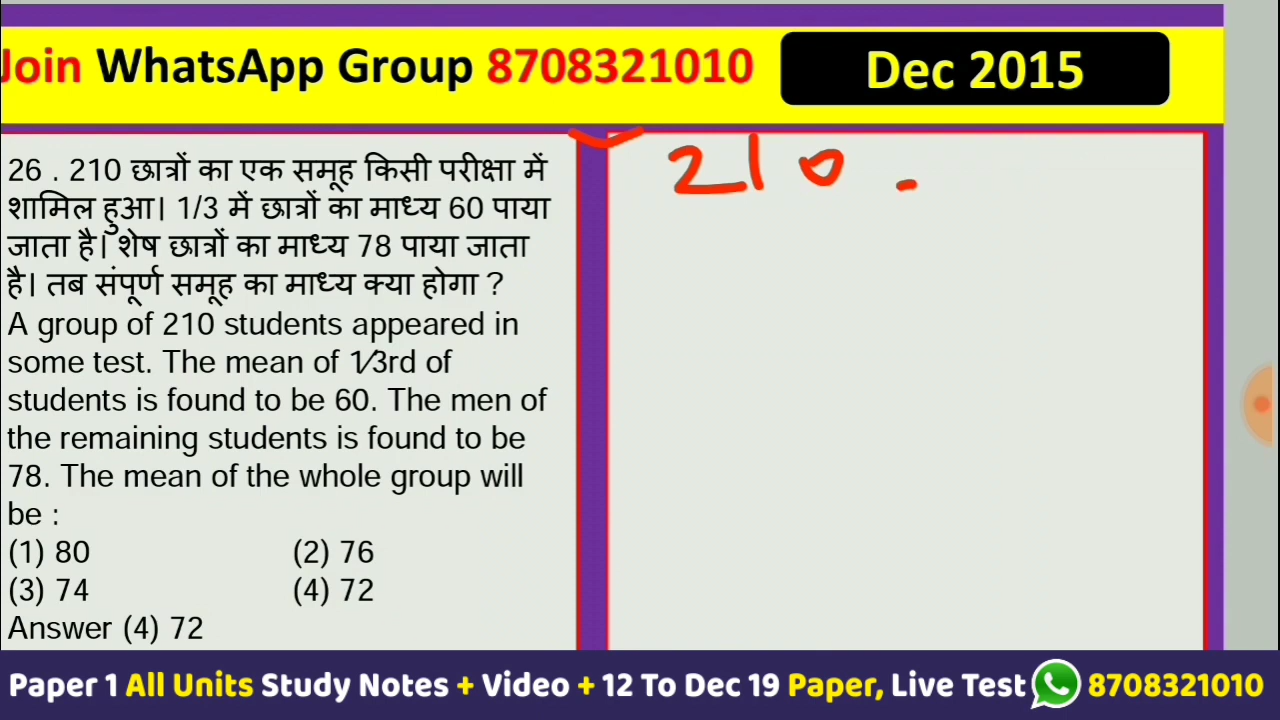 Join WhatsApp Group 8708321010
Dec 2015
210 .
26 . 210 छात्रों का एक समूह किसी परीक्षा में
शामिल हुआ। 1/3 में छात्रों का माध्य 60 पाया
जाता है। शेष छात्रों का माध्य 78 पाया जाता
है। तब संपूर्ण समूह का माध्य क्या होगा ?
A group of 210 students appeared in
some test. The mean of 1⁄3rd of
students is found to be 60. The men of
the remaining students is found to be
78. The mean of the whole group will
be :
(1) 80 (2) 76
(3) 74 (4) 72
Answer (4) 72
Paper 1 All Units Study Notes + Video + 12 To Dec 19 Paper, Live Test 8708321010